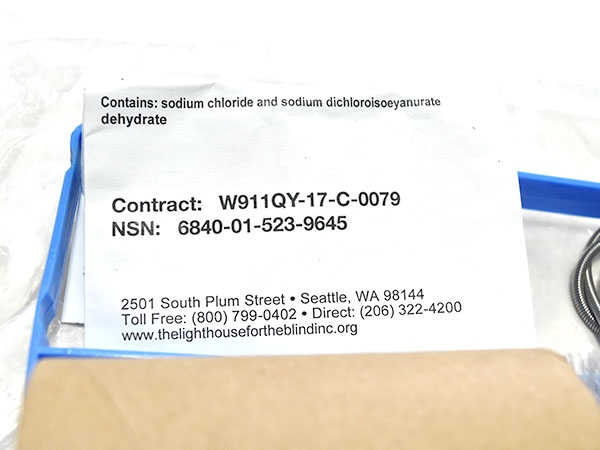 Contains: sodium chloride and sodium dichloroisoeyanurate
dehydrate
Contract: W911QY-17-C-0079
NSN: 6840-01-523-9645
2501 South Plum Street • Seattle, WA 98144
Toll Free: (800) 799-0402 • Direct: (206) 322-4200
www.thelighthousefortheblindinc.org